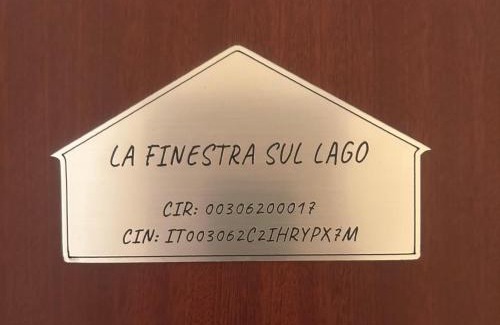 LA FINESTRA SUL LAGO
CIR: 00306200017
CIN: IT003062C2IHRYPX7M